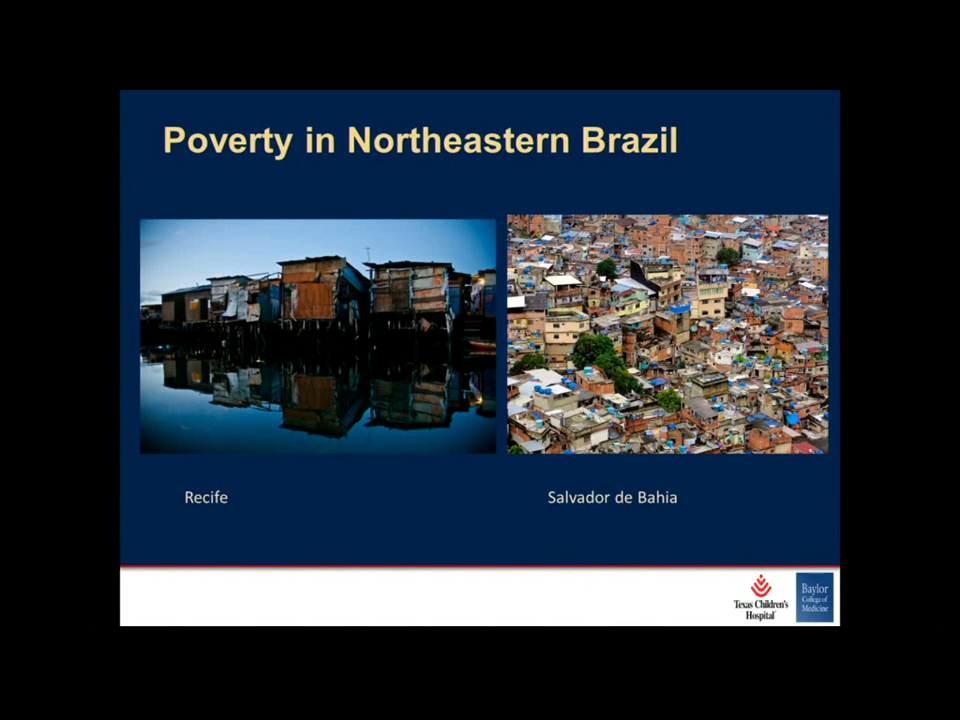 Poverty in Northeastern Brazil
Recife
Salvador de Bahia
Texas Children's
Hospital
Baylor
College of
Medicine